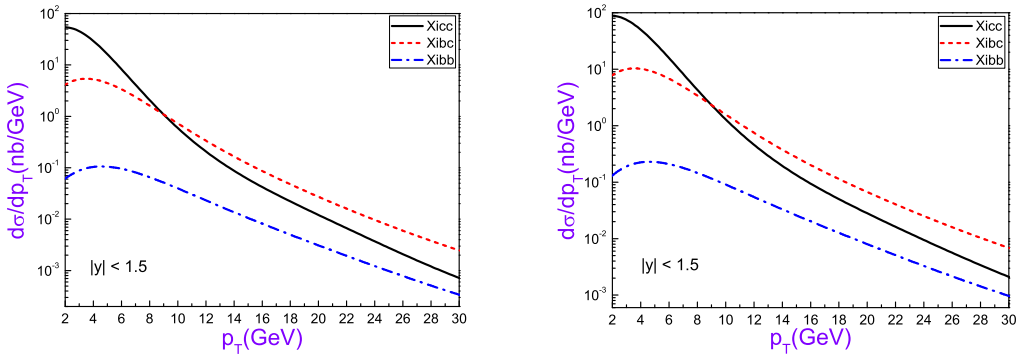 10^2
10^1
10^0
10^-1
10^-2
10^-3
dσ/dp_T(nb/GeV)
Xicc
Xibc
Xibb
|y| < 1.5
2 4 6 8 10 12 14 16 18 20 22 24 26 28 30
p_T(GeV)
10^2
10^1
10^0
10^-1
10^-2
10^-3
dσ/dp_T(nb/GeV)
Xicc
Xibc
Xibb
|y| < 1.5
2 4 6 8 10 12 14 16 18 20 22 24 26 28 30
p_T(GeV)